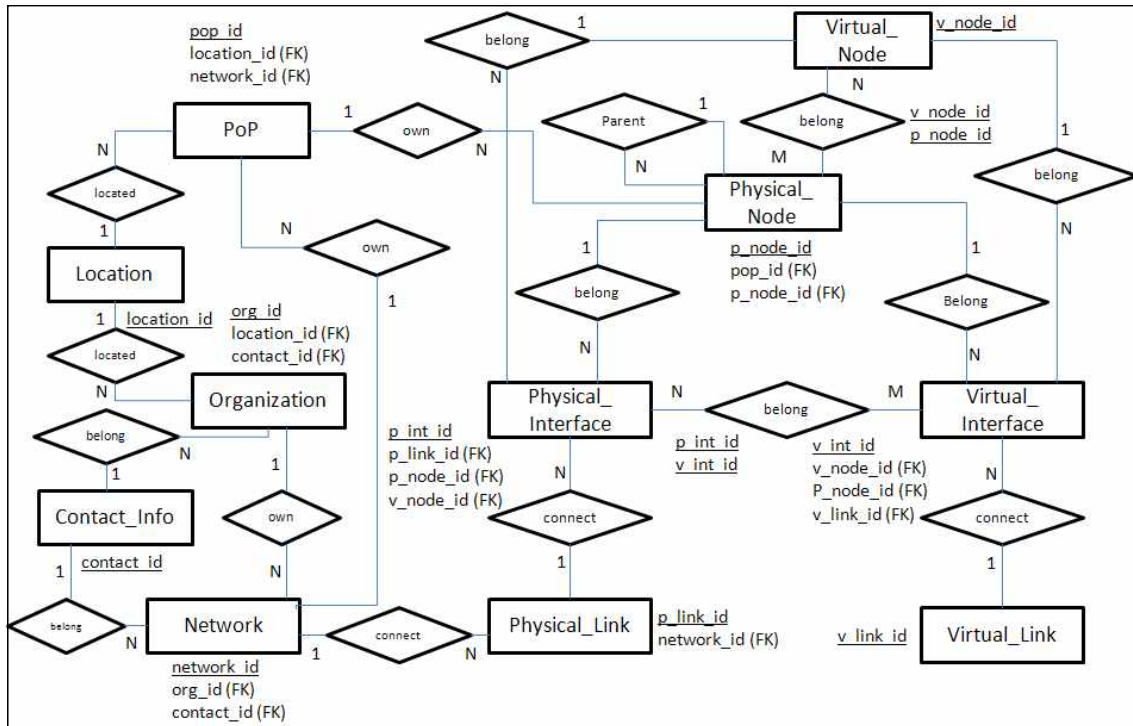 pop_id
location_id (FK)
network_id (FK)
PoP
1
own
N
belong
1
N
Virtual_
Node
v_node_id
N
belong
v_node_id
p_node_id
M
1
belong
N
Parent
1
N
Physical_
Node
p_node_id
pop_id (FK)
p_node_id (FK)
N
located
1
Location
N
own
1
1
belong
N
1
Belong
N
1
location_id
located
N
org_id
location_id (FK)
contact_id (FK)
Organization
belong
N
1
1
own
N
Contact_Info
contact_id
1
belong
N
Physical_
Interface
p_int_id
p_link_id (FK)
p_node_id (FK)
v_node_id (FK)
N
belong
M
p_int_id
v_int_id
Virtual_
Interface
v_int_id
v_node_id (FK)
P_node_id (FK)
v_link_id (FK)
N
connect
1
N
connect
1
Network
network_id
org_id (FK)
contact_id (FK)
1
connect
N
Physical_Link
p_link_id
network_id (FK)
v_link_id
Virtual_Link